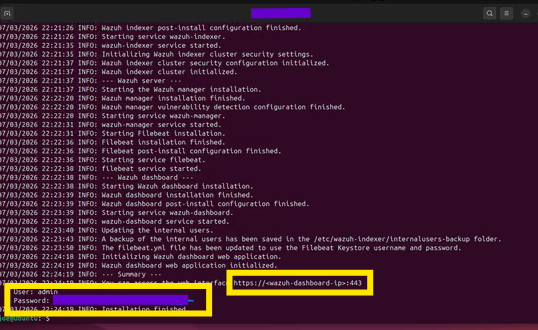 07/03/2026 22:21:26 INFO: Wazuh indexer post-install configuration finished.
07/03/2026 22:21:26 INFO: Starting service wazuh-indexer.
07/03/2026 22:21:35 INFO: wazuh-indexer service started.
07/03/2026 22:21:35 INFO: Initializing Wazuh indexer cluster security settings.
07/03/2026 22:21:37 INFO: Wazuh indexer cluster security configuration initialized.
07/03/2026 22:21:37 INFO: Wazuh indexer cluster initialized.
07/03/2026 22:21:37 INFO: --- Wazuh server ---
07/03/2026 22:21:37 INFO: Starting the Wazuh manager installation.
07/03/2026 22:22:20 INFO: Wazuh manager installation finished.
07/03/2026 22:22:20 INFO: Wazuh manager vulnerability detection configuration finished.
07/03/2026 22:22:20 INFO: Starting service wazuh-manager.
07/03/2026 22:22:31 INFO: wazuh-manager service started.
07/03/2026 22:22:31 INFO: Starting Filebeat installation.
07/03/2026 22:22:36 INFO: Filebeat installation finished.
07/03/2026 22:22:36 INFO: Filebeat post-install configuration finished.
07/03/2026 22:22:36 INFO: Starting service filebeat.
07/03/2026 22:22:38 INFO: filebeat service started.
07/03/2026 22:22:38 INFO: --- Wazuh dashboard ---
07/03/2026 22:22:38 INFO: Starting Wazuh dashboard installation.
07/03/2026 22:23:39 INFO: Wazuh dashboard installation finished.
07/03/2026 22:23:39 INFO: Wazuh dashboard post-install configuration finished.
07/03/2026 22:23:39 INFO: Starting service wazuh-dashboard.
07/03/2026 22:23:39 INFO: wazuh-dashboard service started.
07/03/2026 22:23:40 INFO: Updating the internal users.
07/03/2026 22:23:43 INFO: A backup of the internal users has been saved in the /etc/wazuh-indexer/internalusers-backup folder.
07/03/2026 22:23:50 INFO: The filebeat.yml file has been updated to use the Filebeat Keystore username and password.
07/03/2026 22:24:18 INFO: Initializing Wazuh dashboard web application.
07/03/2026 22:24:19 INFO: Wazuh dashboard web application initialized.
07/03/2026 22:24:19 INFO: --- Summary ---
07/03/2026 22:24:19 INFO: You can access the web interface https://<wazuh-dashboard-ip>:443
User: admin
Password:
07/03/2026 22:24:19 INFO: Installation finished.
joe@ubuntu:~$